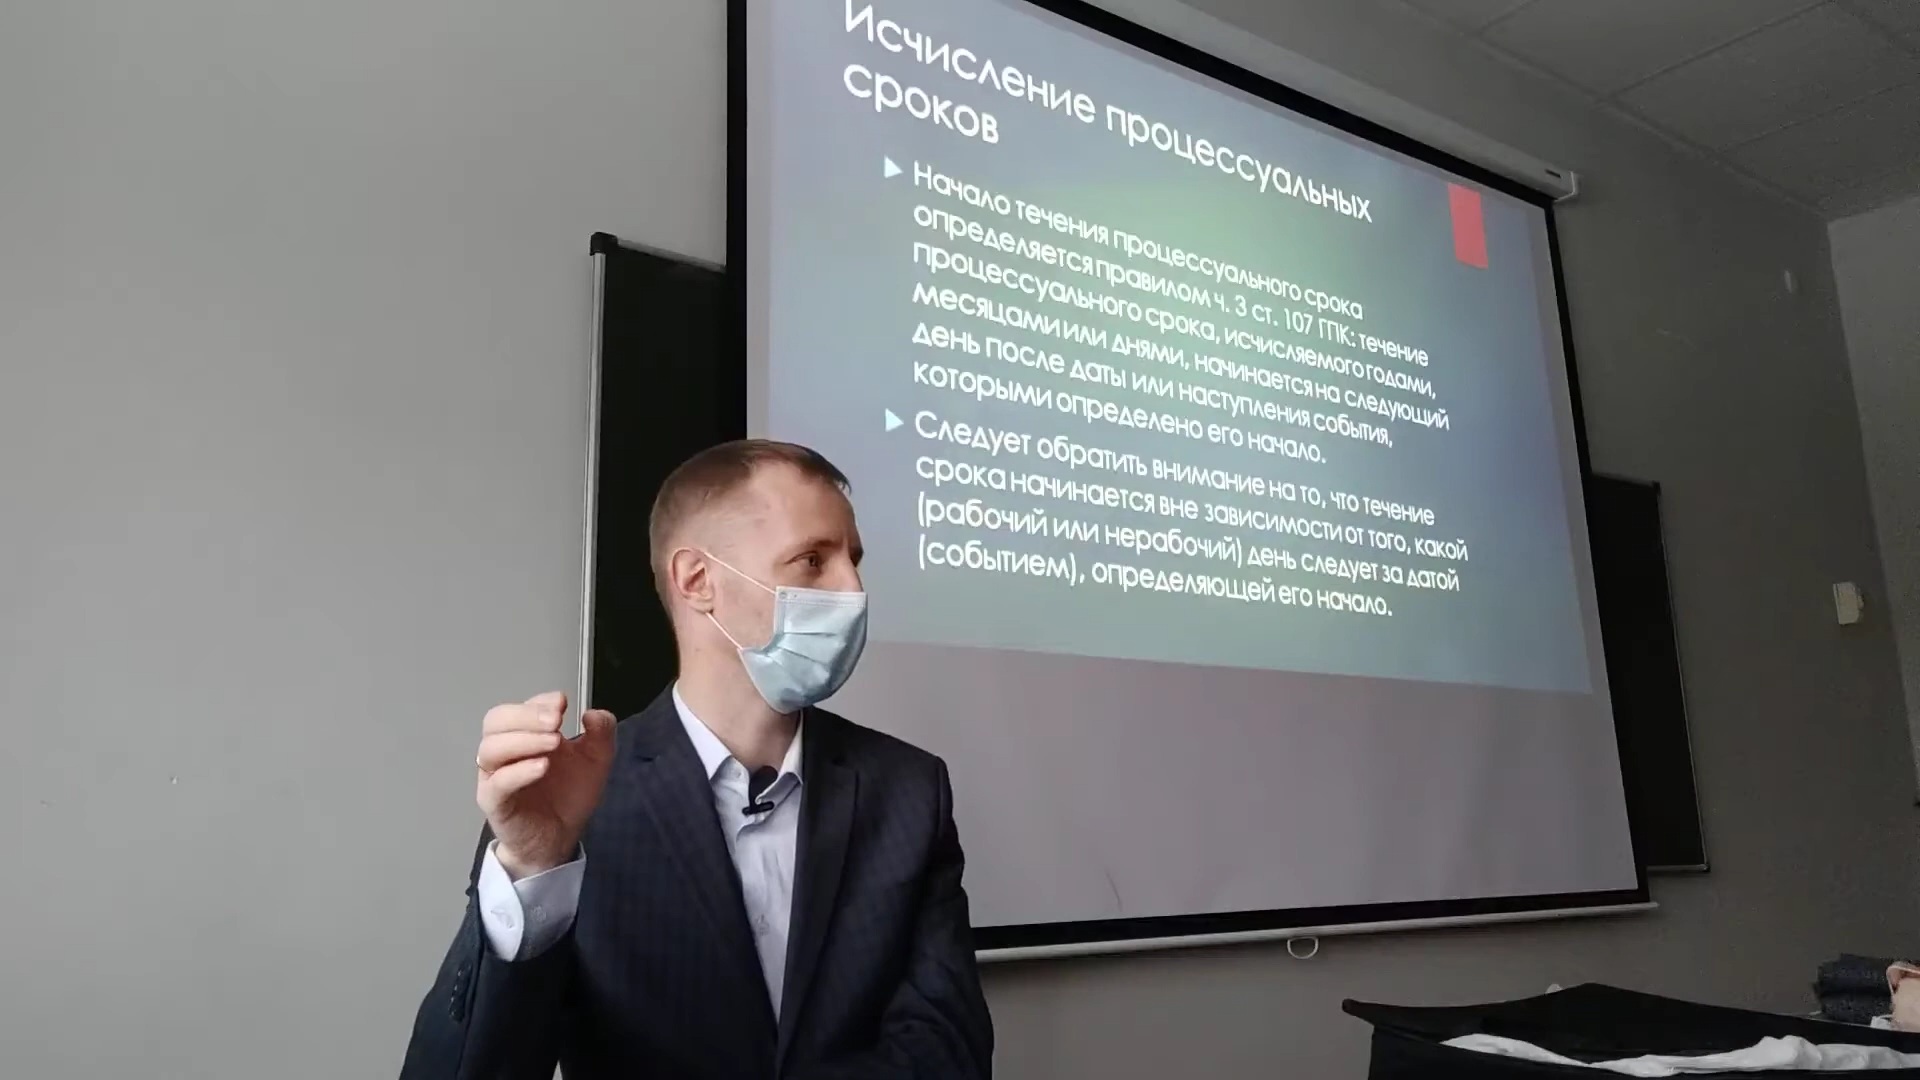 Исчисление процессуальных
сроков
Начало течения процессуального срока
определяется правилом ч. 3 ст. 107 ГПК: течение
процессуального срока, исчисляемого годами,
месяцами или днями, начинается на следующий
день после даты или наступления события,
которыми определено его начало.
Следует обратить внимание на то, что течение
срока начинается вне зависимости от того, какой
(рабочий или нерабочий) день следует за датой
(событием), определяющей его начало.